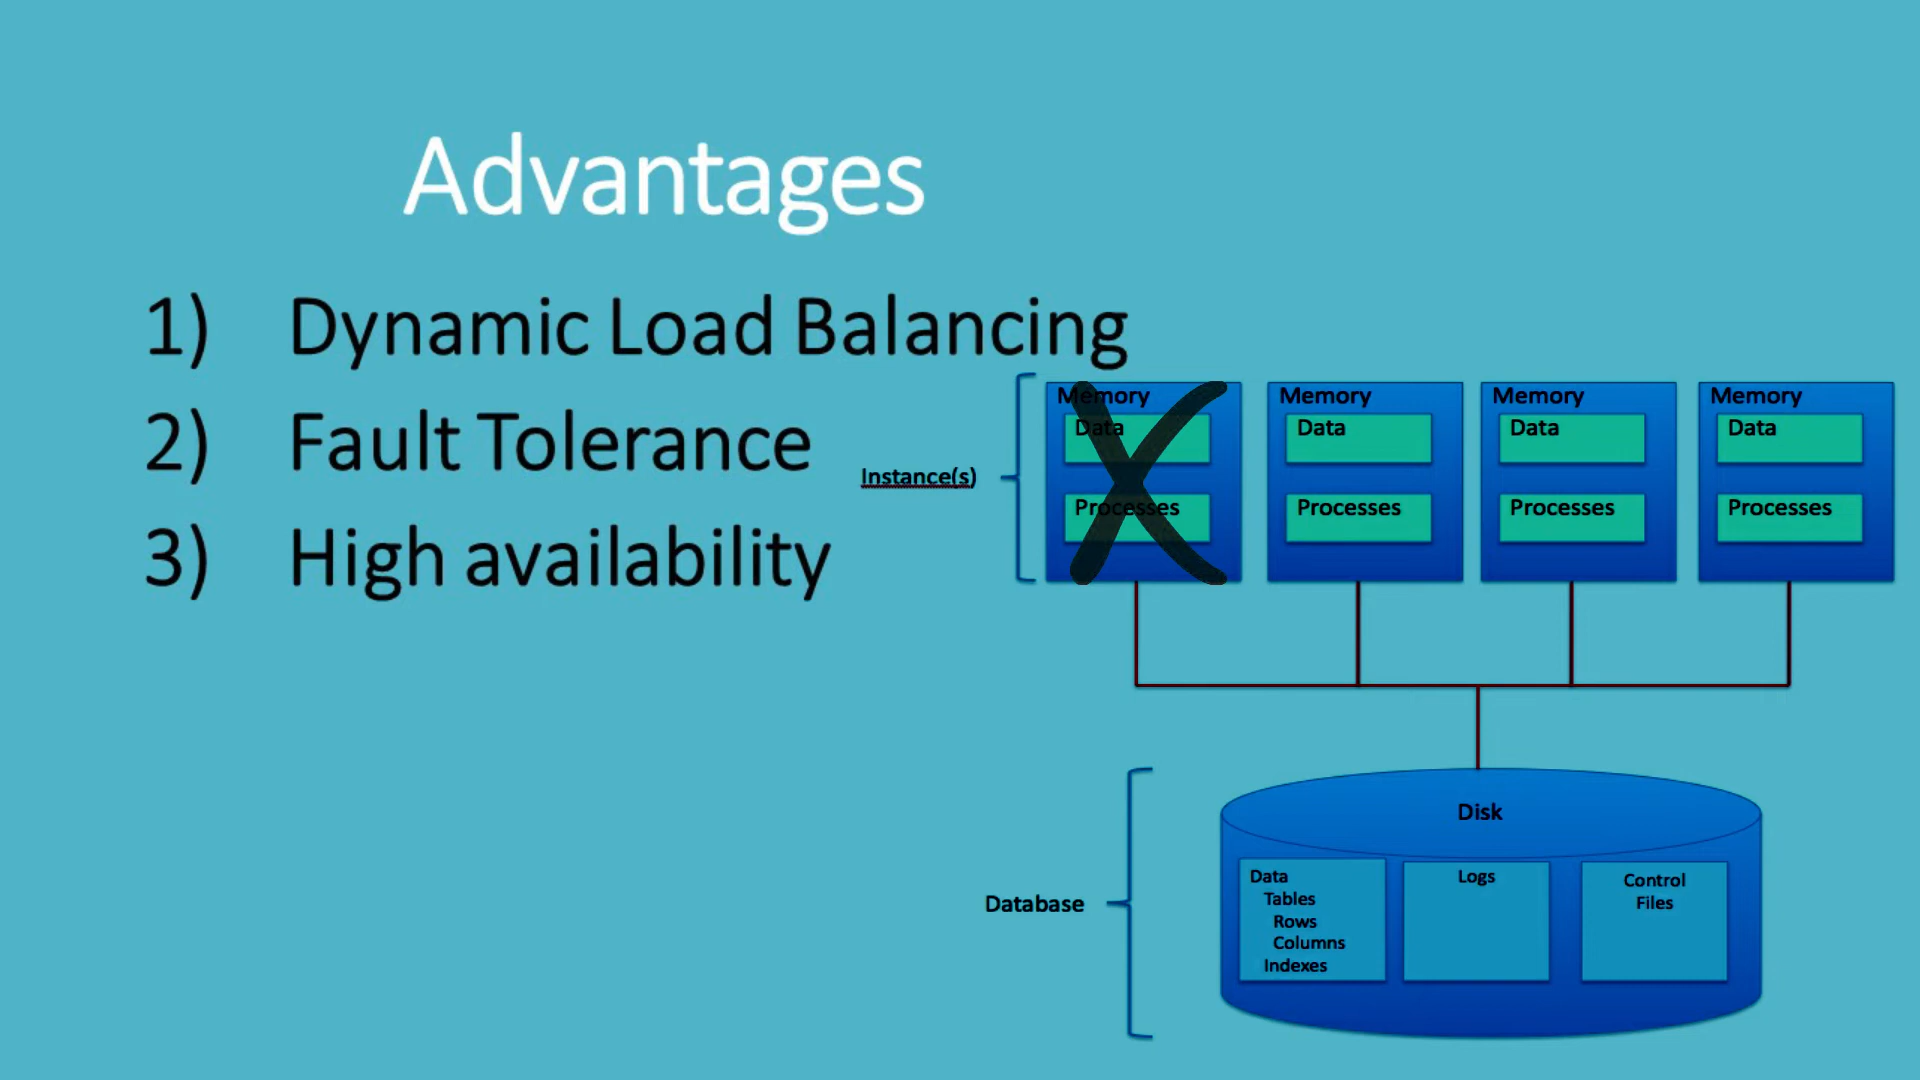 Advantages
1) Dynamic Load Balancing
2) Fault Tolerance
3) High availability
Instance(s)
Memory
Data
Processes
Memory
Data
Processes
Memory
Data
Processes
Memory
Data
Processes
Database
Disk
Data
Tables
Rows
Columns
Indexes
Logs
Control
Files